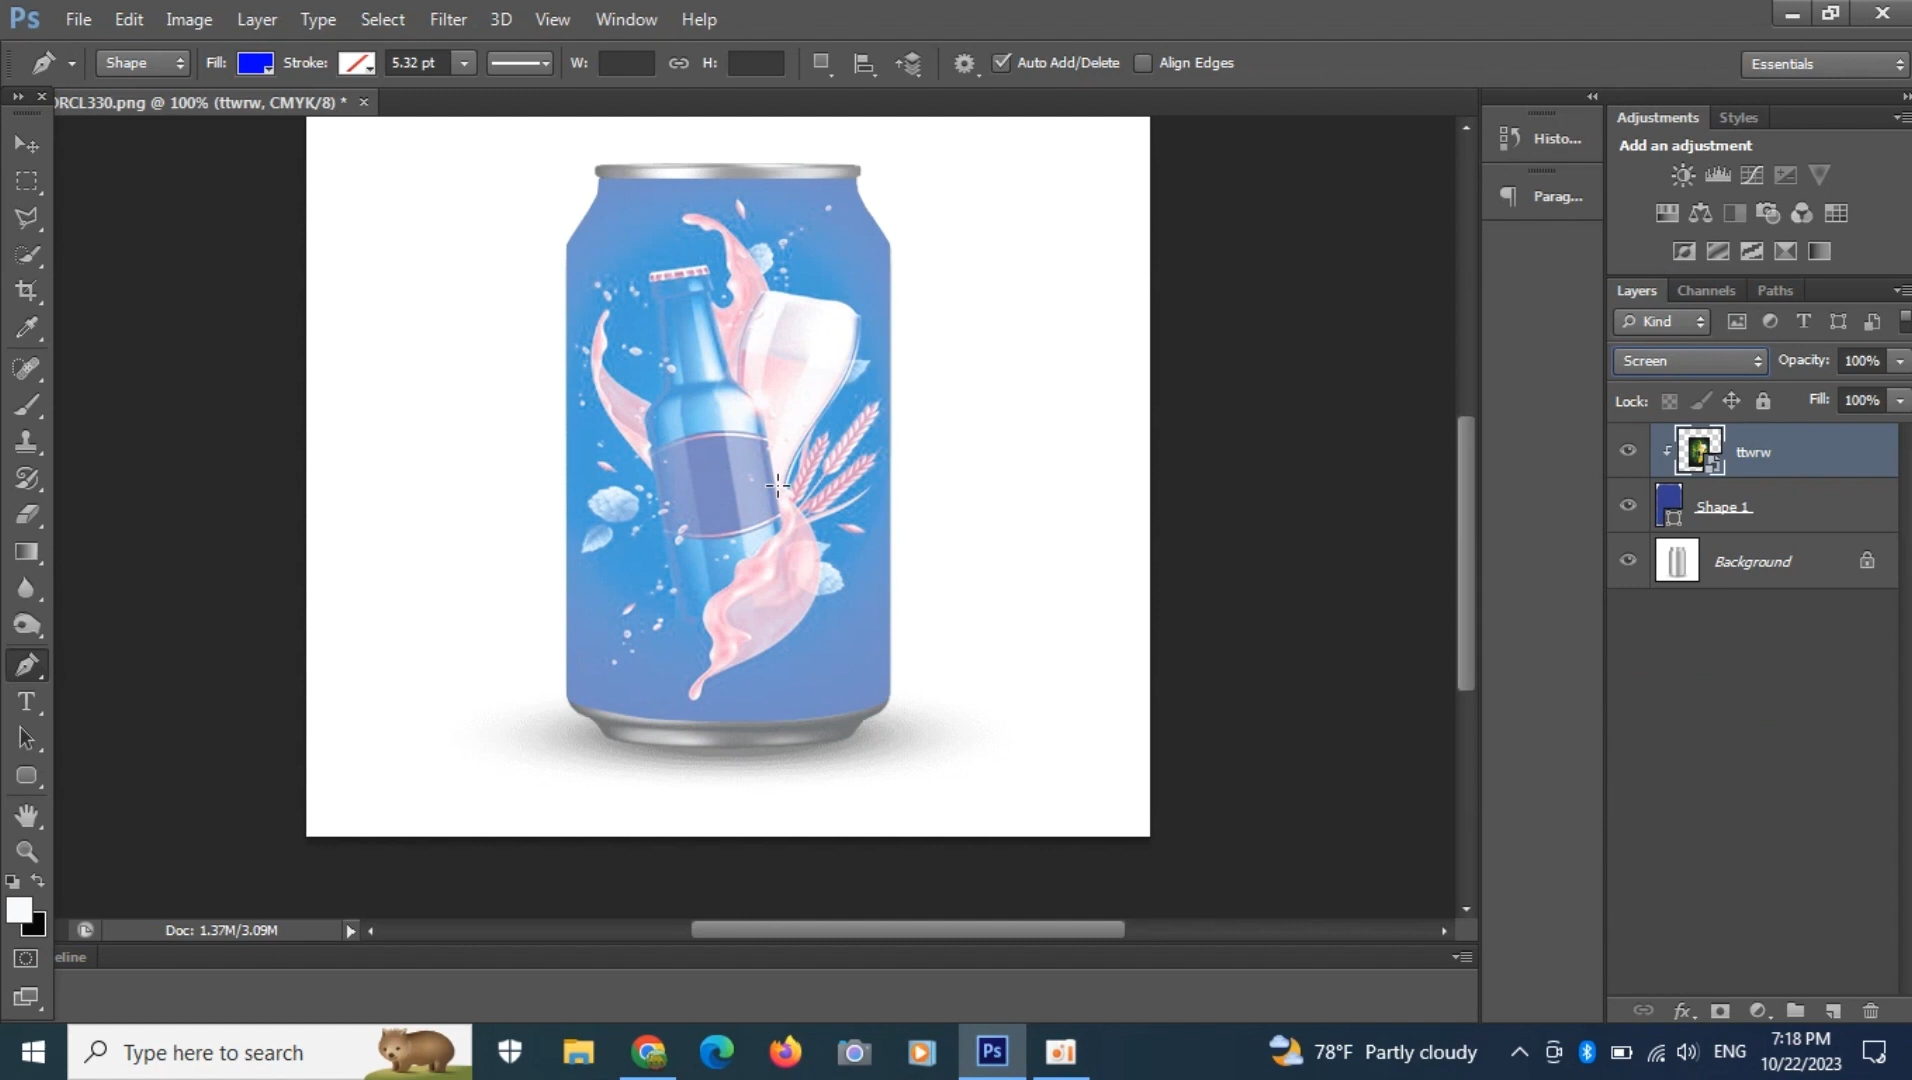 Ps File Edit Image Layer Type Select Filter 3D View Window Help
Shape Fill: Stroke: 5.32 pt W: H: Auto Add/Delete Align Edges Essentials
ORCL330.png @ 100% (ttwrw, CMYK/8) *
Histo...
Parag...
Adjustments Styles
Add an adjustment
Layers Channels Paths
Kind
Screen Opacity: 100%
Lock: Fill: 100%
ttwrw
Shape 1
Background
fx
Doc: 1.37M/3.09M
eline
Type here to search
Ps
78°F Partly cloudy
ENG
7:18 PM
10/22/2023